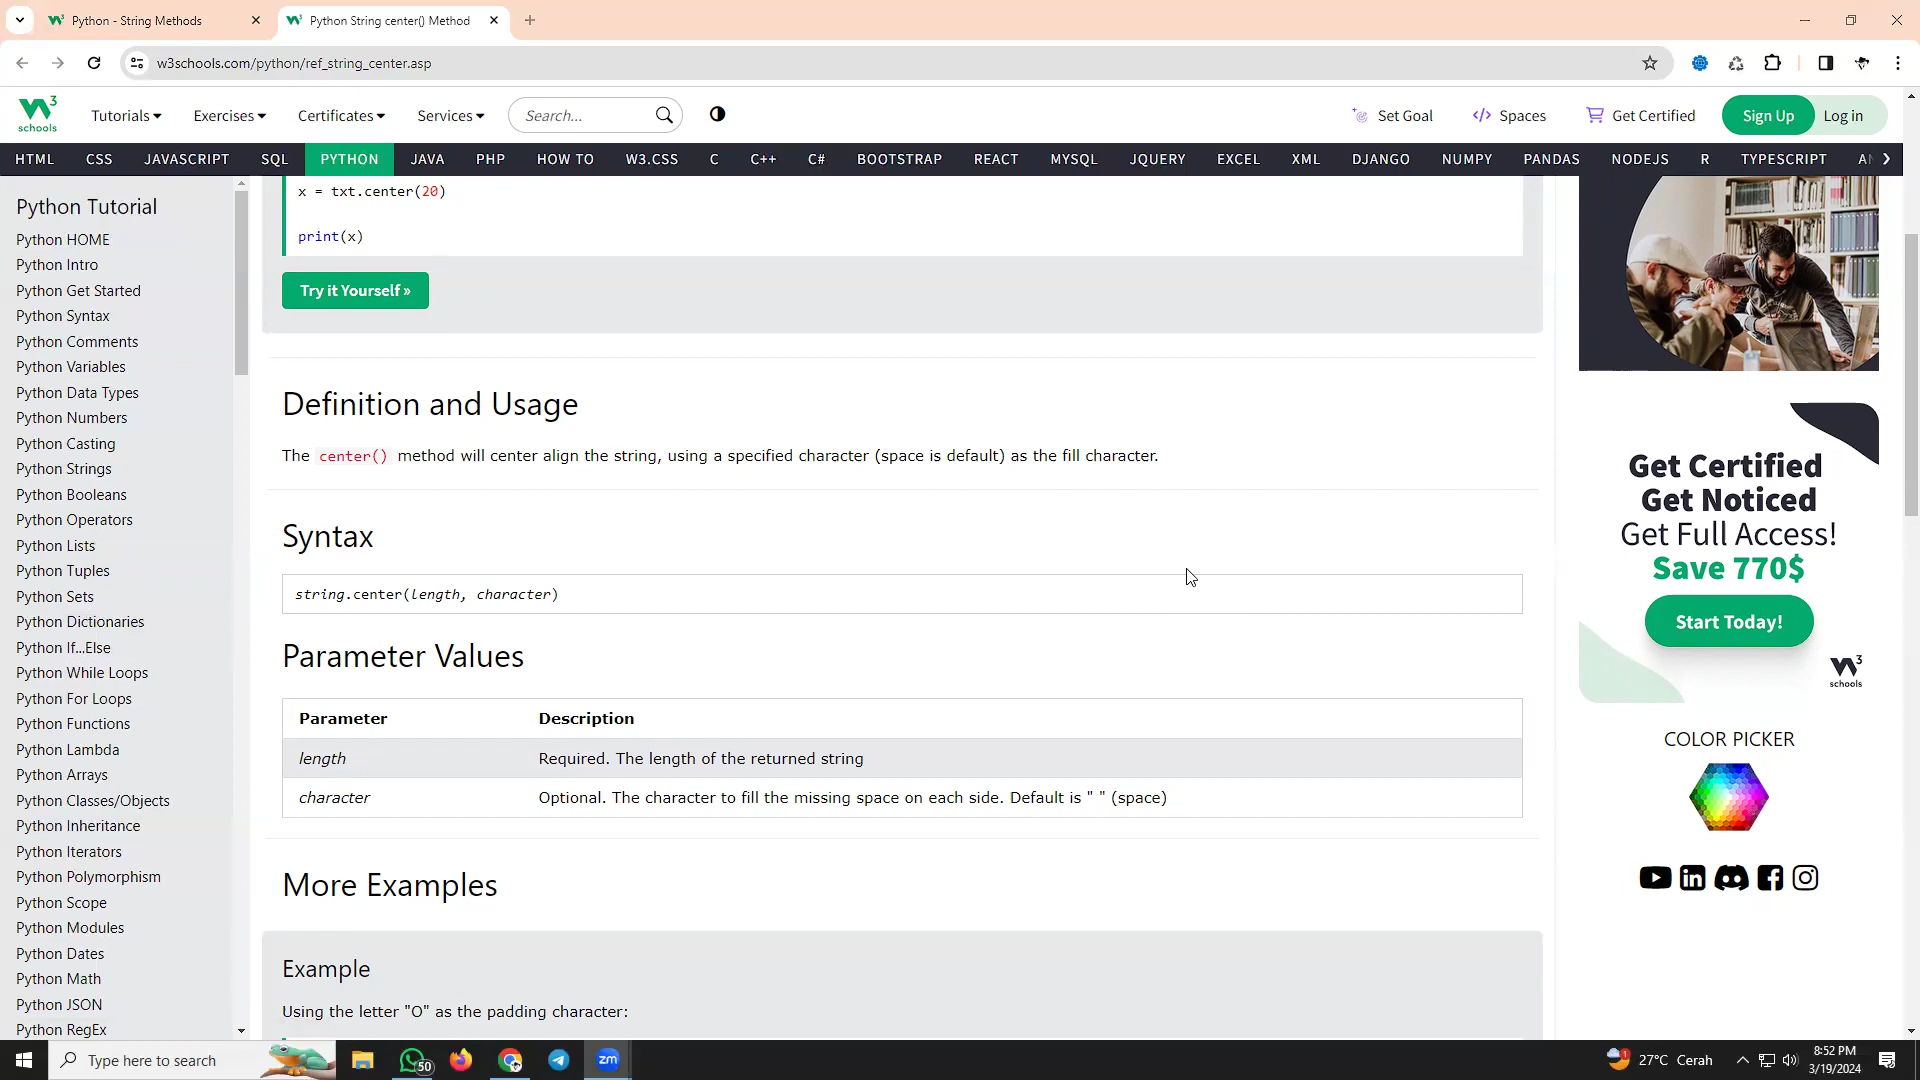 Python - String Methods
Python String center() Method
w3schools.com/python/ref_string_center.asp
W3 schools
Tutorials
Exercises
Certificates
Services
Search...
Set Goal
Spaces
Get Certified
Sign Up
Log in
HTML CSS JAVASCRIPT SQL PYTHON JAVA PHP HOW TO W3.CSS C C++ C# BOOTSTRAP REACT MYSQL JQUERY EXCEL XML DJANGO NUMPY PANDAS NODEJS R TYPESCRIPT
Python Tutorial
Python HOME
Python Intro
Python Get Started
Python Syntax
Python Comments
Python Variables
Python Data Types
Python Numbers
Python Casting
Python Strings
Python Booleans
Python Operators
Python Lists
Python Tuples
Python Sets
Python Dictionaries
Python If...Else
Python While Loops
Python For Loops
Python Functions
Python Lambda
Python Arrays
Python Classes/Objects
Python Inheritance
Python Iterators
Python Polymorphism
Python Scope
Python Modules
Python Dates
Python Math
Python JSON
Python RegEx
x = txt.center(20)
print(x)
Try it Yourself »
Definition and Usage
The center() method will center align the string, using a specified character (space is default) as the fill character.
Syntax
string.center(length, character)
Parameter Values
Parameter Description
length Required. The length of the returned string
character Optional. The character to fill the missing space on each side. Default is " " (space)
More Examples
Example
Using the letter "O" as the padding character:
Get Certified
Get Noticed
Get Full Access!
Save 770$
Start Today!
W3 schools
COLOR PICKER
Type here to search
50
zm
1
27°C Cerah
8:52 PM
3/19/2024